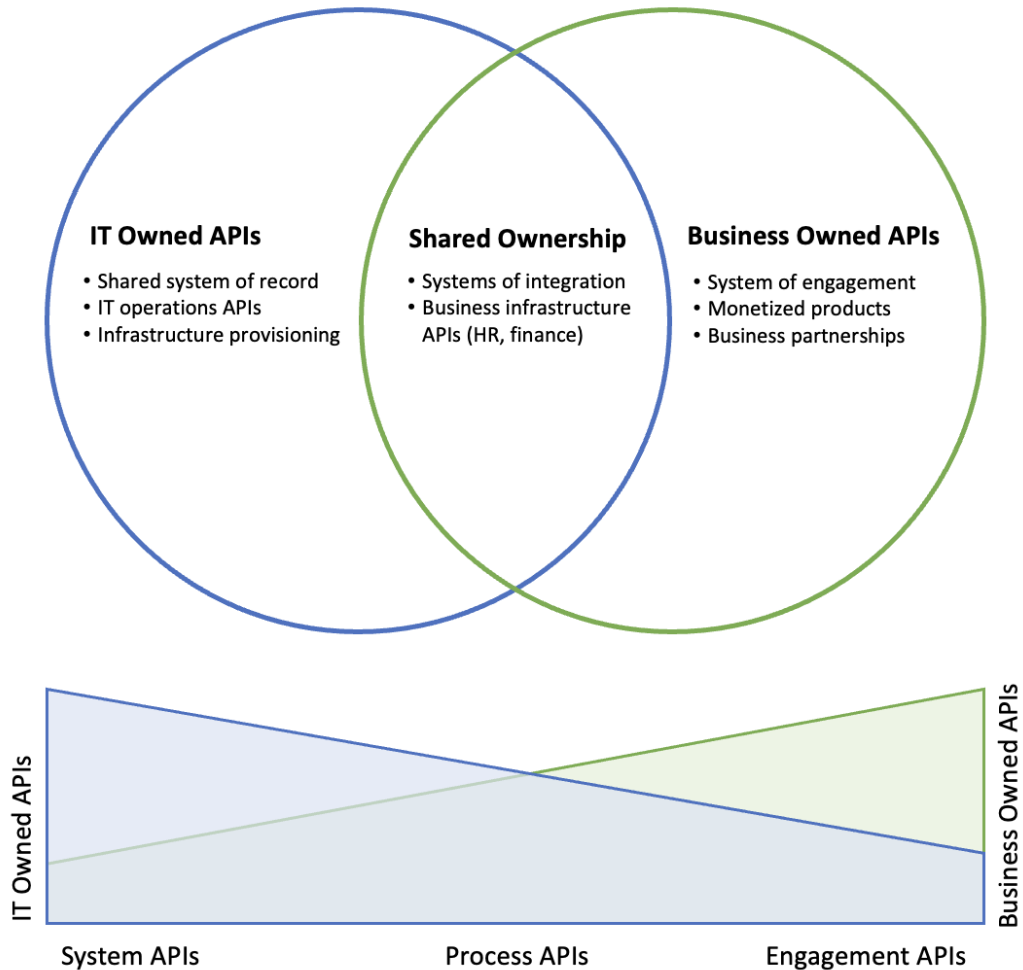 IT Owned APIs
• Shared system of record
• IT operations APIs
• Infrastructure provisioning
Shared Ownership
• Systems of integration
• Business infrastructure
APIs (HR, finance)
Business Owned APIs
• System of engagement
• Monetized products
• Business partnerships
IT Owned APIs
Business Owned APIs
System APIs
Process APIs
Engagement APIs